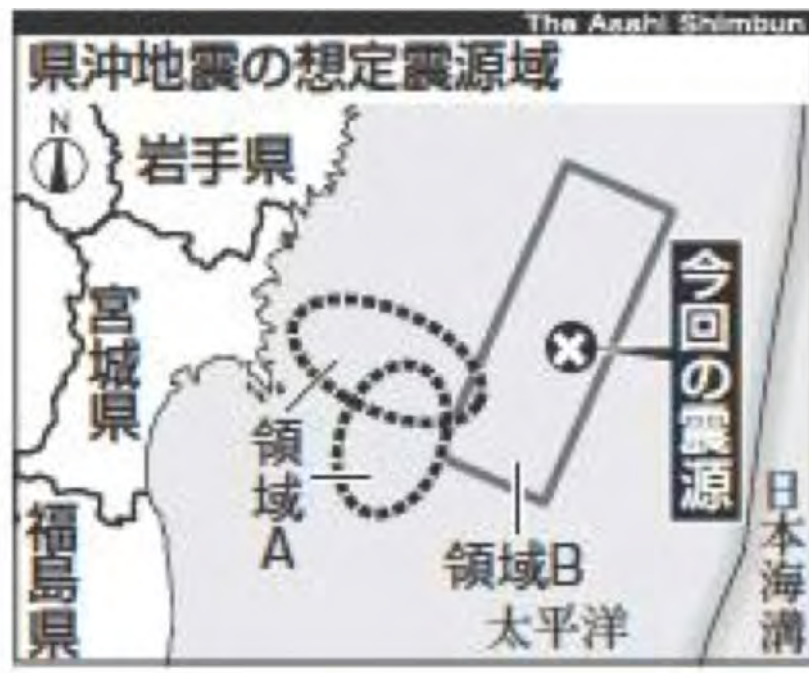 The Asahi Shimbun
県沖地震の想定震源域
N
岩手県
宮城県
福島県
領域A
領域B
今回の震源
太平洋
日本海溝